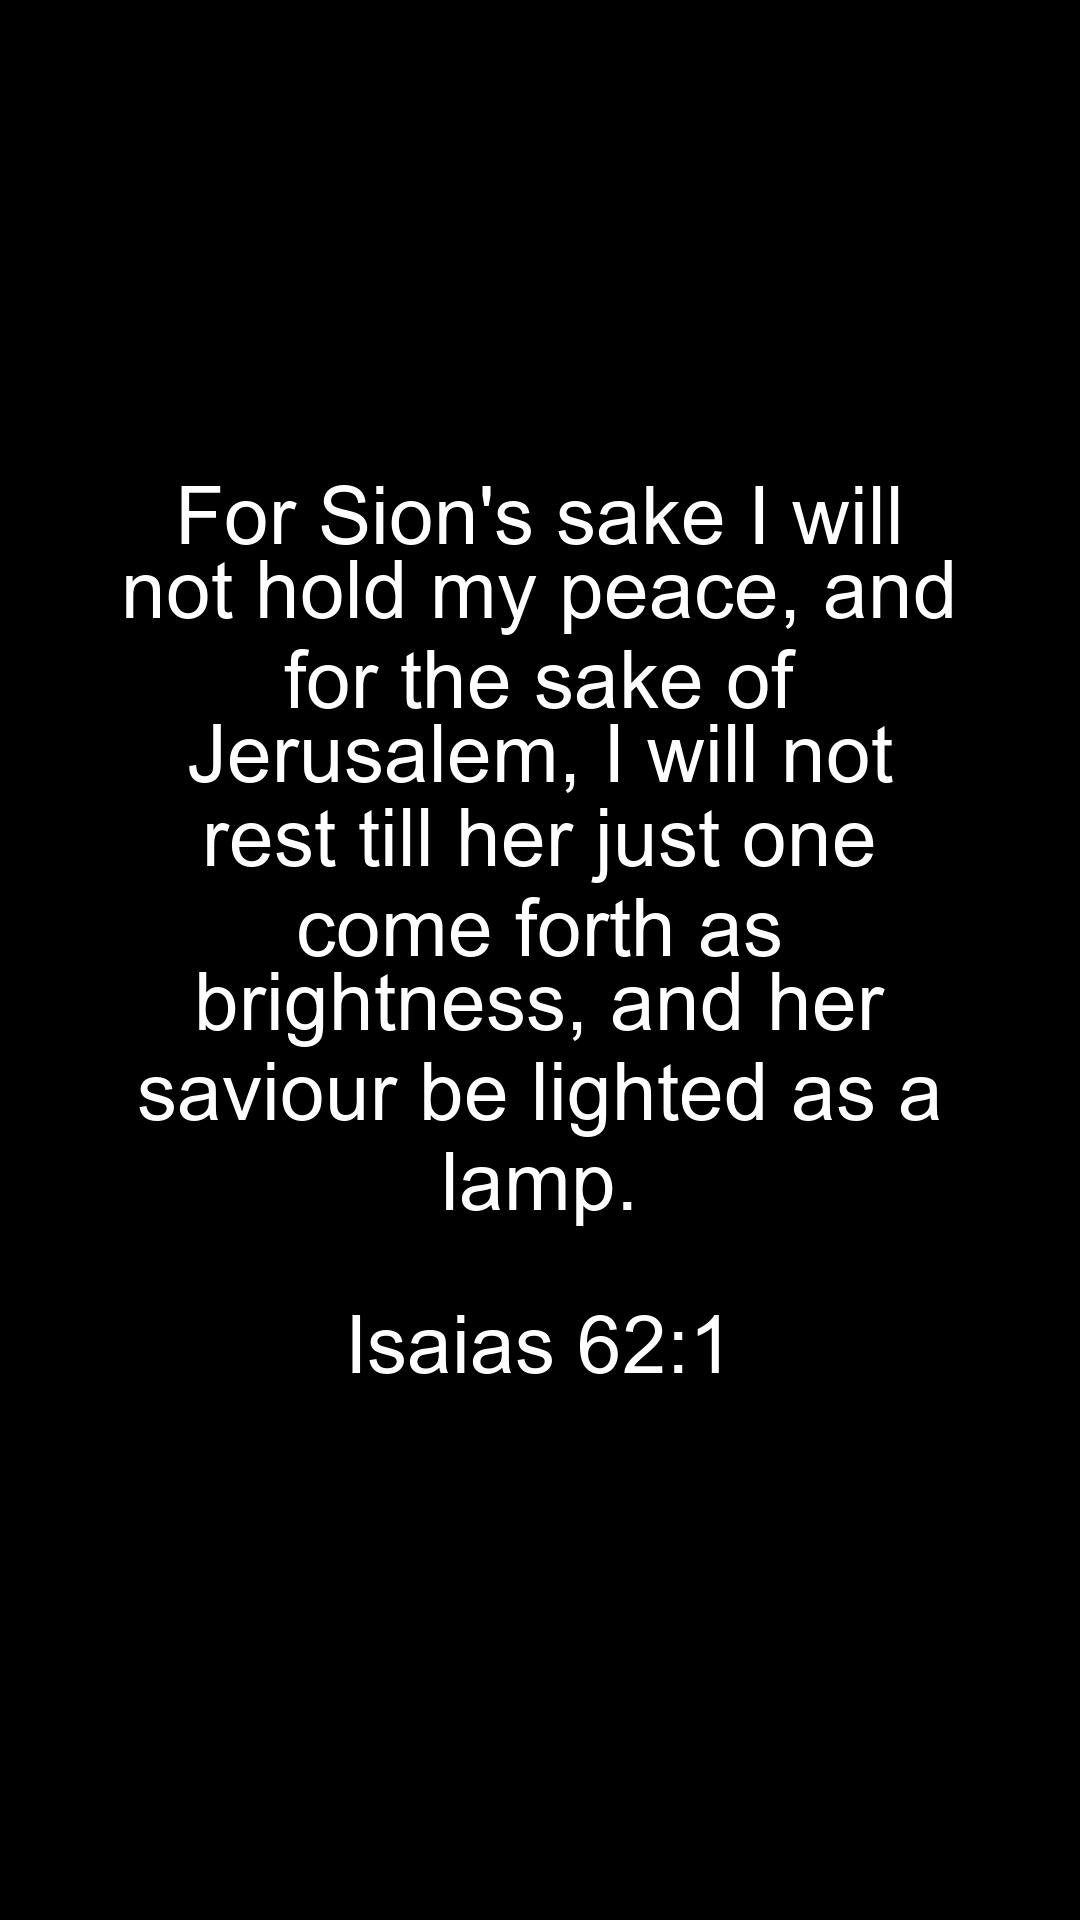 For Sion's sake I will
not hold my peace, and
for the sake of
Jerusalem, I will not
rest till her just one
come forth as
brightness, and her
saviour be lighted as a
lamp.
Isaias 62:1